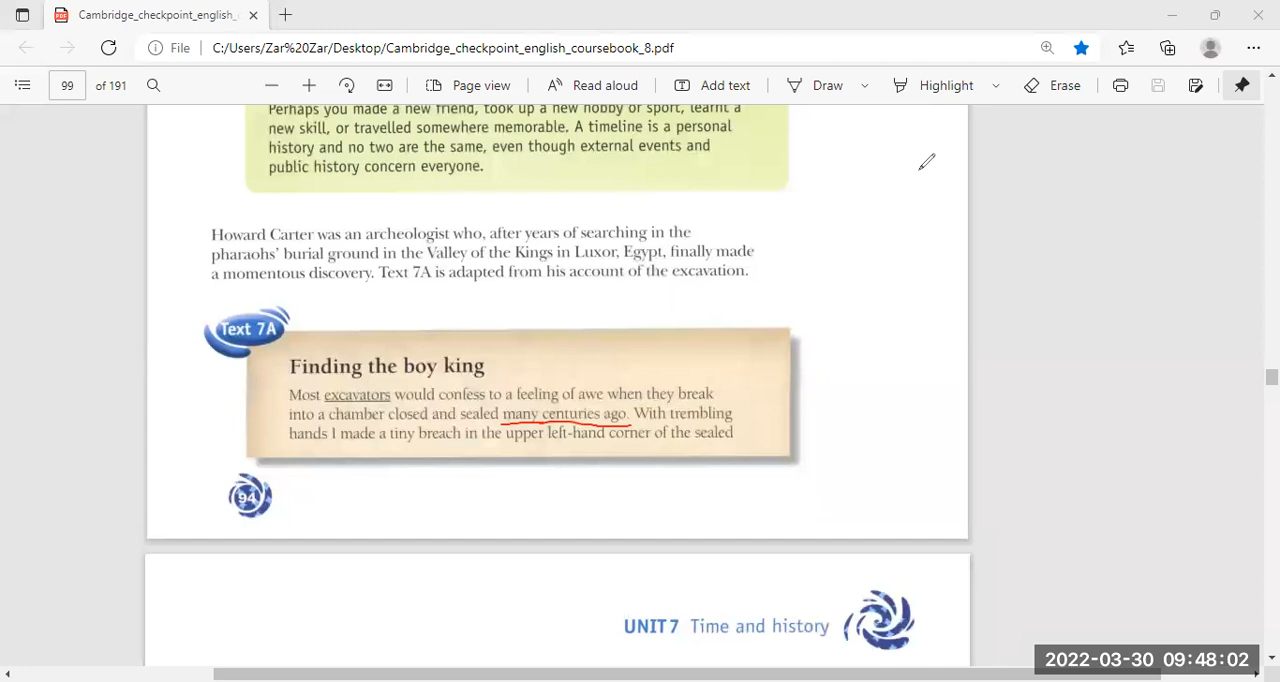 Cambridge_checkpoint_english_
File
C:/Users/Zar%20Zar/Desktop/Cambridge_checkpoint_english_coursebook_8.pdf
99 of 191
Page view
Read aloud
Add text
Draw
Highlight
Erase
Perhaps you made a new friend, took up a new hobby or sport, learnt a
new skill, or travelled somewhere memorable. A timeline is a personal
history and no two are the same, even though external events and
public history concern everyone.
Howard Carter was an archeologist who, after years of searching in the
pharaohs' burial ground in the Valley of the Kings in Luxor, Egypt, finally made
a momentous discovery. Text 7A is adapted from his account of the excavation.
Text 7A
Finding the boy king
Most excavators would confess to a feeling of awe when they break
into a chamber closed and sealed many centuries ago. With trembling
hands I made a tiny breach in the upper left-hand corner of the sealed
94
UNIT 7 Time and history
2022-03-30 09:48:02